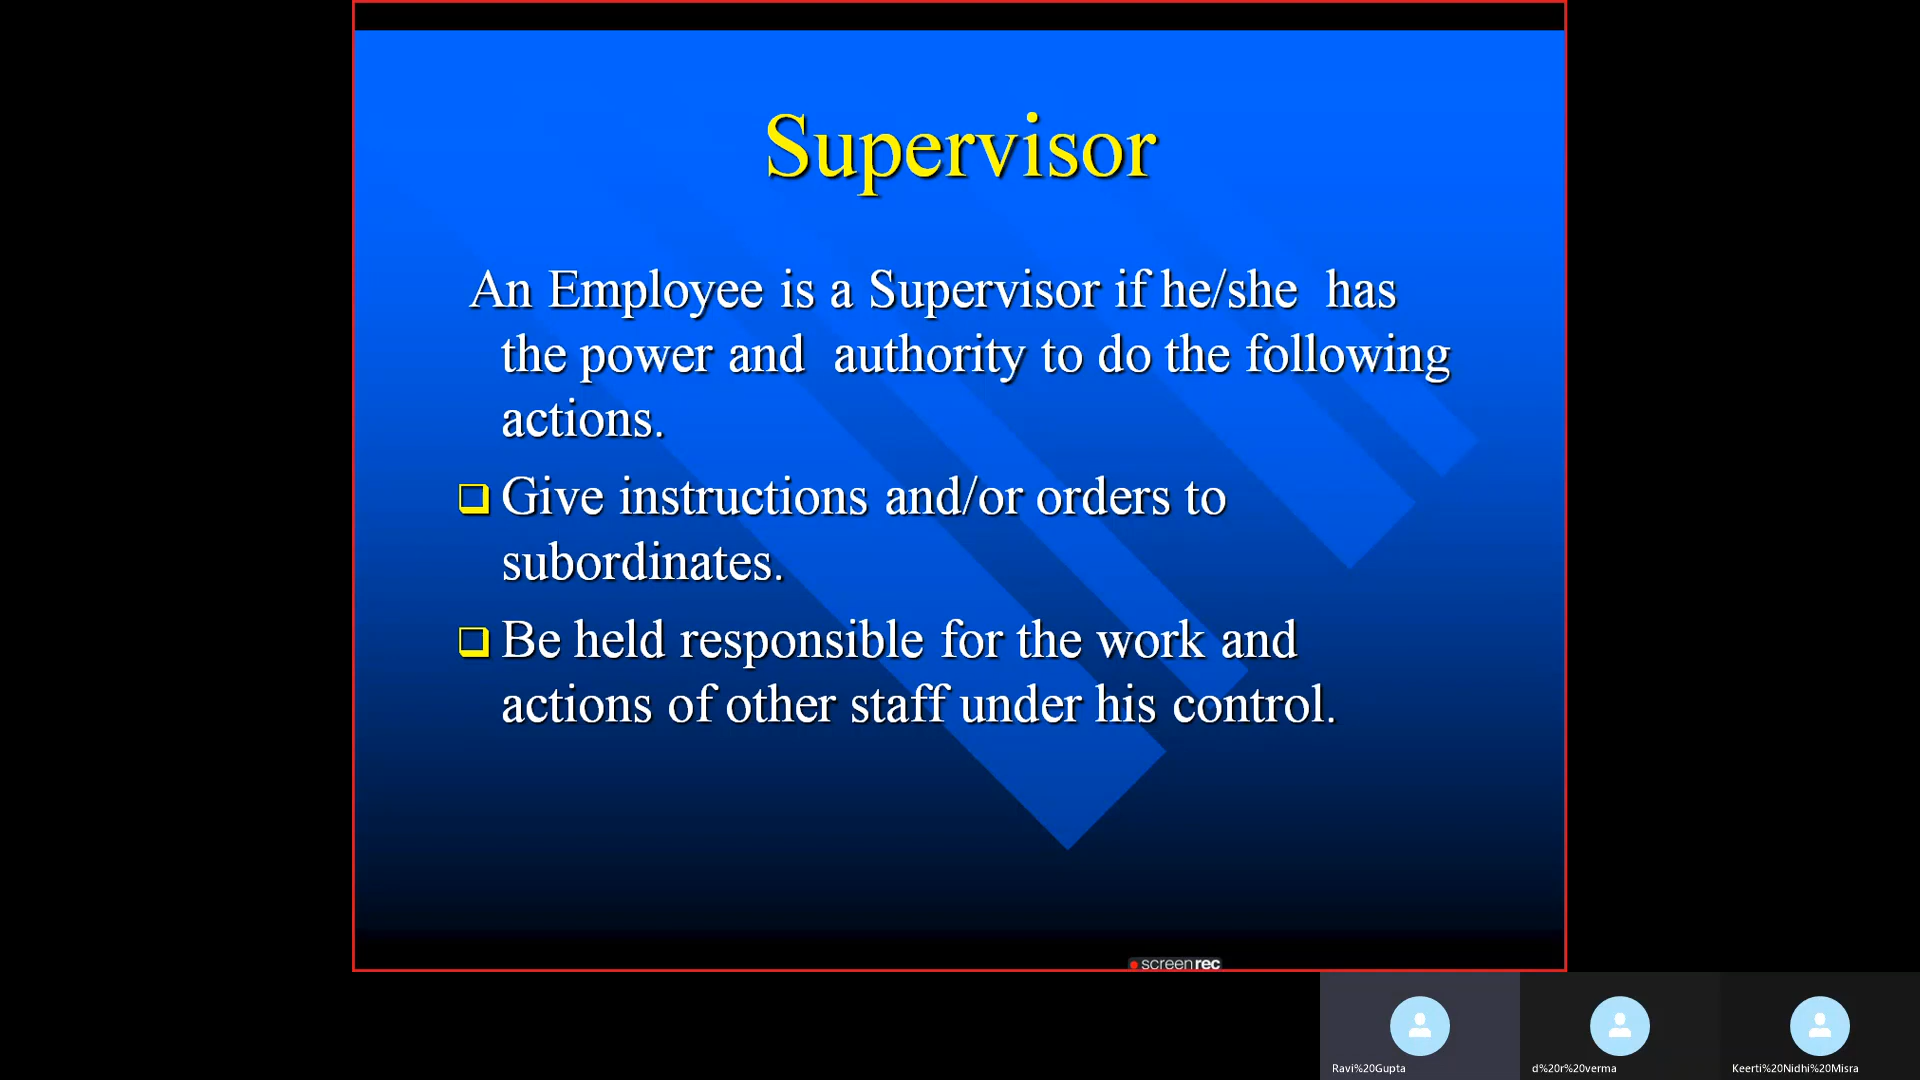 Supervisor
An Employee is a Supervisor if he/she has
the power and authority to do the following
actions.
Give instructions and/or orders to
subordinates.
Be held responsible for the work and
actions of other staff under his control.
screenrec
Ravi%20Gupta
d%20r%20verma
Keerti%20Nidhi%20Misra